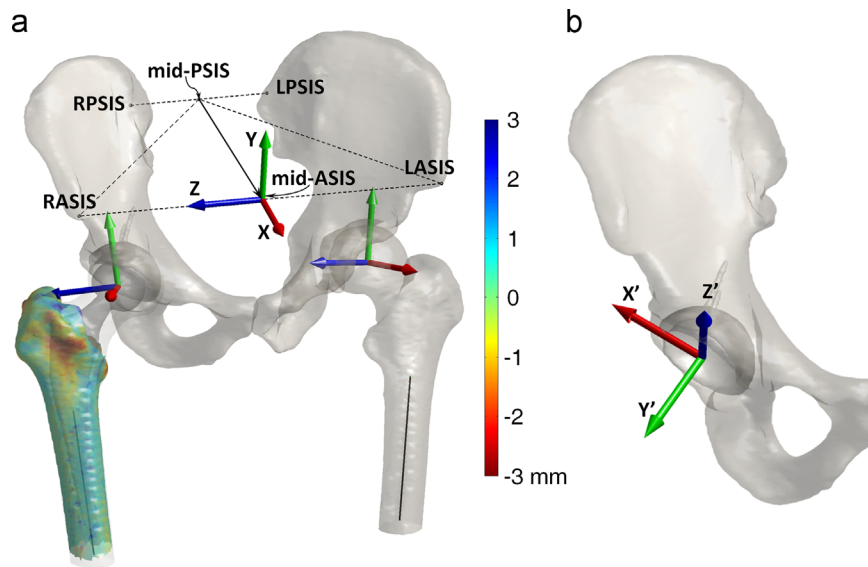 a
b
mid-PSIS
RPSIS
LPSIS
Y
LASIS
Z
mid-ASIS
RASIS
X
3
2
1
0
-1
-2
-3 mm
X'
Z'
Y'